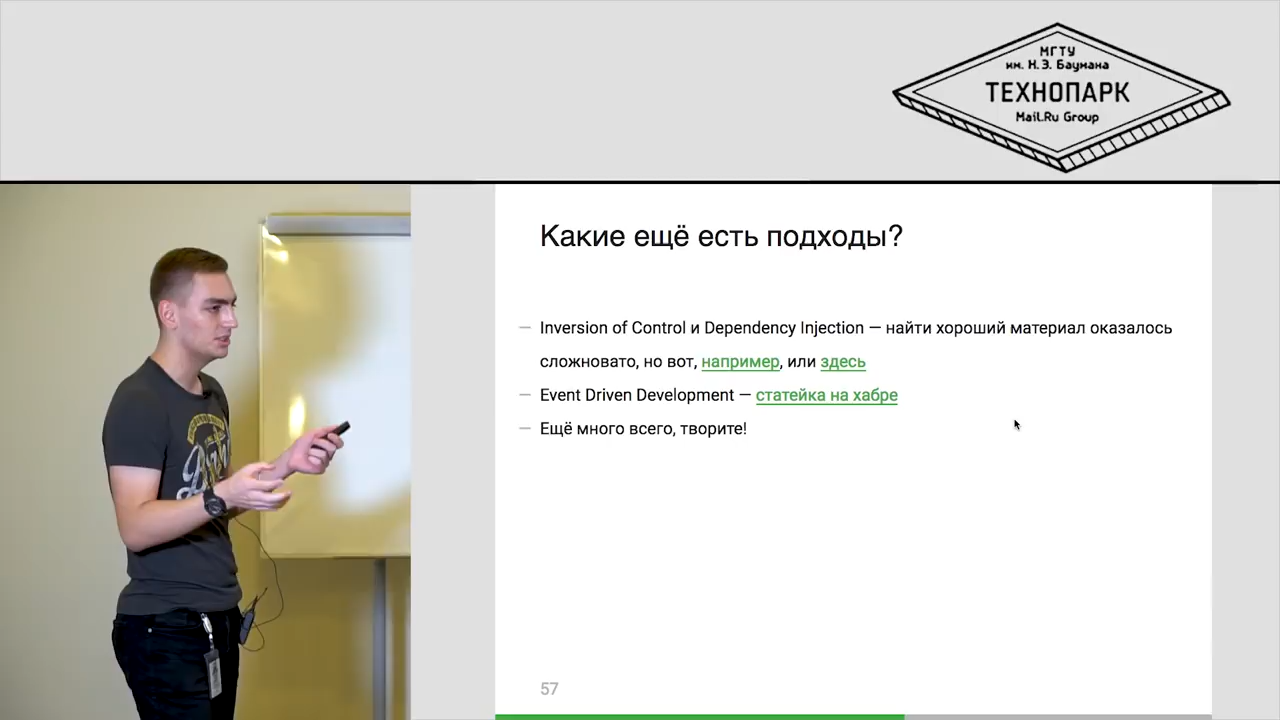 МГТУ
им. Н.Э. Баумана
ТЕХНОПАРК
Mail.Ru Group
Какие ещё есть подходы?
— Inversion of Control и Dependency Injection — найти хороший материал оказалось
сложновато, но вот, например, или здесь
— Event Driven Development — статейка на хабре
— Ещё много всего, творите!
57